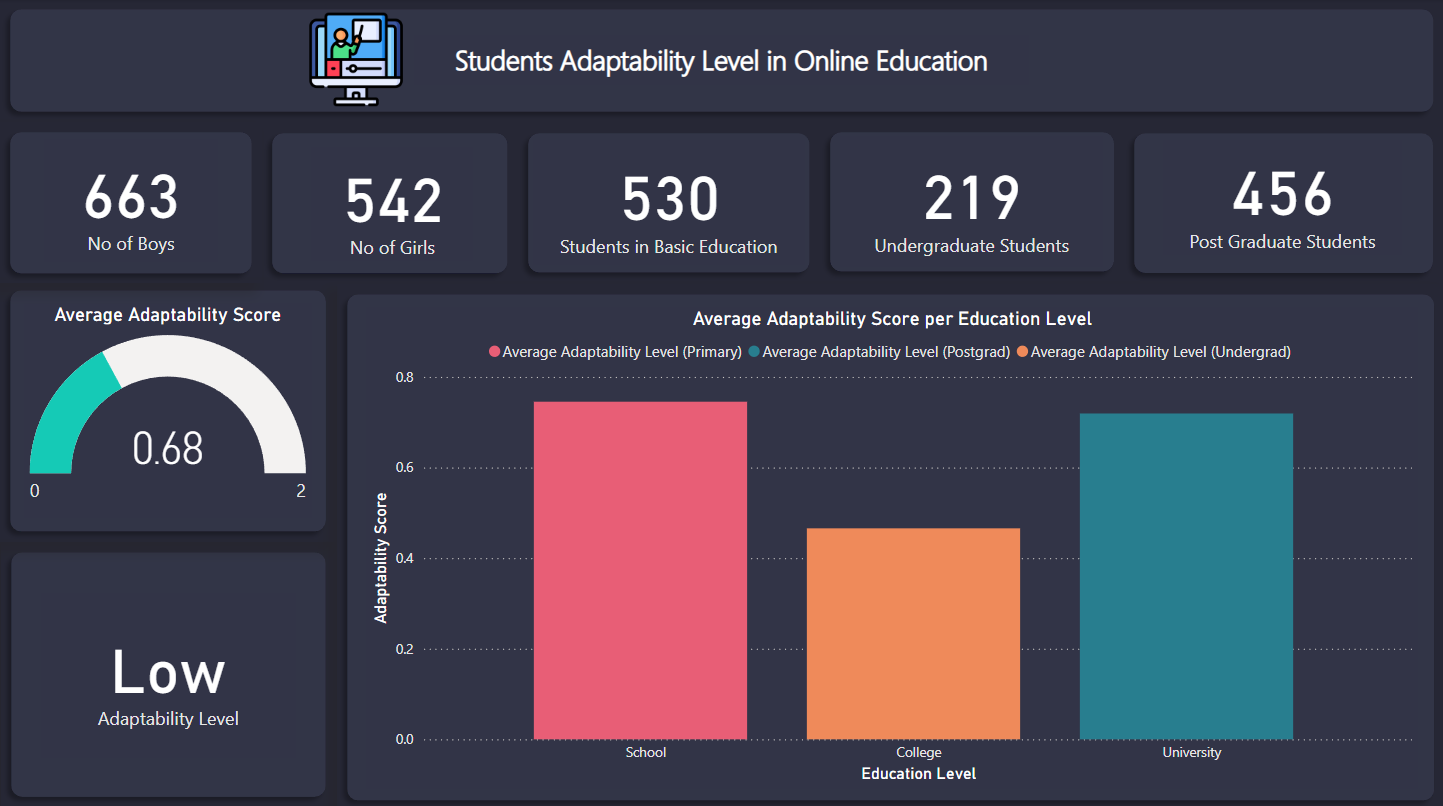 Students Adaptability Level in Online Education
663
No of Boys
542
No of Girls
530
Students in Basic Education
219
Undergraduate Students
456
Post Graduate Students
Average Adaptability Score
0.68
0
2
Low
Adaptability Level
Average Adaptability Score per Education Level
Average Adaptability Level (Primary) Average Adaptability Level (Postgrad) Average Adaptability Level (Undergrad)
Adaptability Score
0.8
0.6
0.4
0.2
0.0
School College University
Education Level